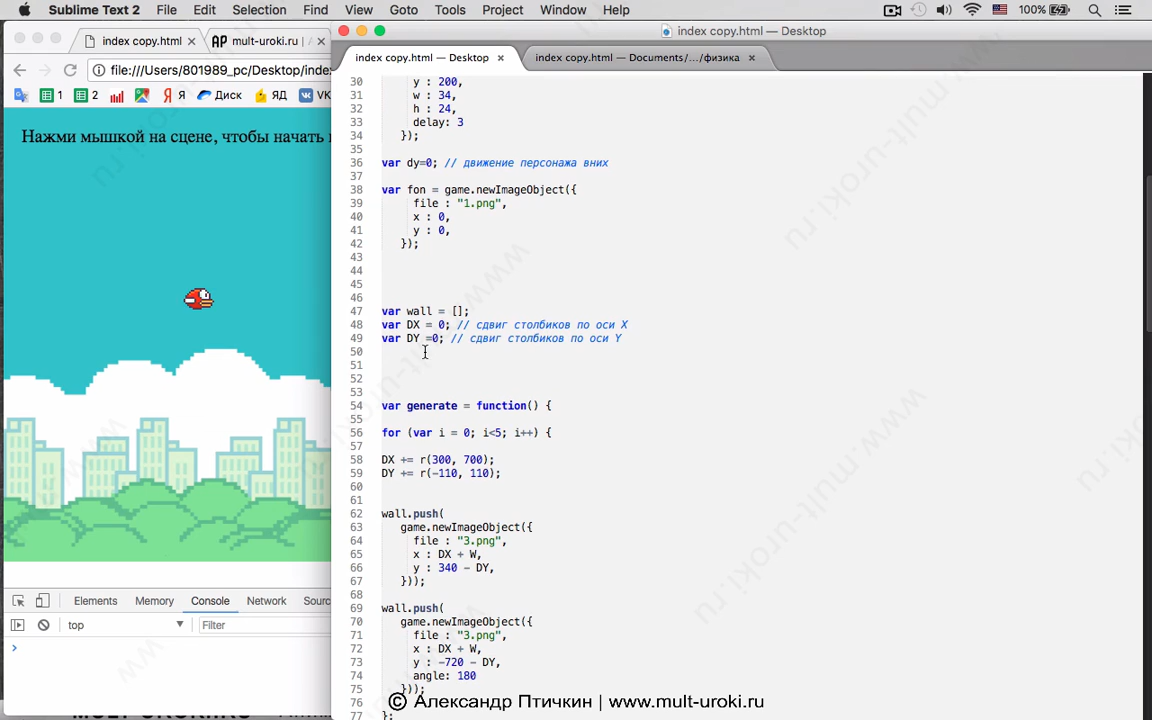 Sublime Text 2 File Edit Selection Find View Goto Tools Project Window Help 100%
index copy.html — Desktop
index copy.html
mult-uroki.ru |
index copy.html — Desktop
index copy.html — Documents/.../физика
file:///Users/801989_pc/Desktop/inde
1 2 Я Диск ЯД VK
Нажми мышкой на сцене, чтобы начать
30 y : 200,
31 w : 34,
32 h : 24,
33 delay: 3
34 });
35
36 var dy=0; // движение персонажа вних
37
38 var fon = game.newImageObject({
39 file : "1.png",
40 x : 0,
41 y : 0,
42 });
43
44
45
46
47 var wall = [];
48 var DX = 0; // сдвиг столбиков по оси X
49 var DY =0; // сдвиг столбиков по оси Y
50
51
52
53
54 var generate = function() {
55
56 for (var i = 0; i<5; i++) {
57
58 DX += r(300, 700);
59 DY += r(-110, 110);
60
61
62 wall.push(
63 game.newImageObject({
64 file : "3.png",
65 x : DX + W,
66 y : 340 - DY,
67 }));
68
69 wall.push(
70 game.newImageObject({
71 file : "3.png",
72 x : DX + W,
73 y : -720 - DY,
74 angle: 180
75 }));
76
77 };
Elements Memory Console Network Sour
top Filter
© Александр Птичкин | www.mult-uroki.ru